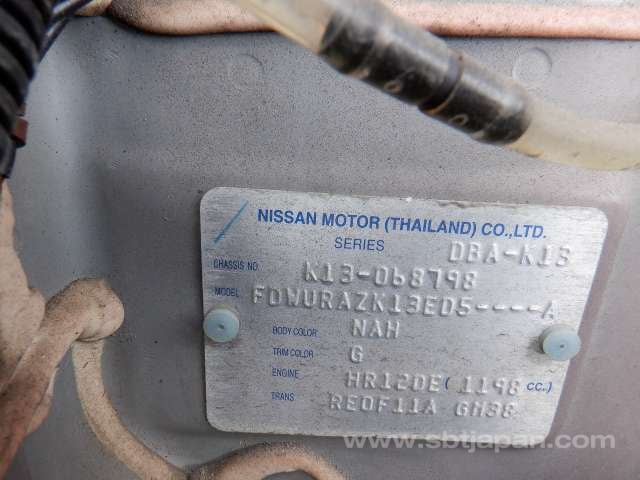 NISSAN MOTOR (THAILAND) CO.,LTD.
SERIES DBA-K13
CHASSIS NO. K13-068798
MODEL FDWURAZK13ED5----A
BODY COLOR NAH
TRIM COLOR G
ENGINE HR12DE ( 1198 CC.)
TRANS RE0F11A GH38
www.sbtjapan.com